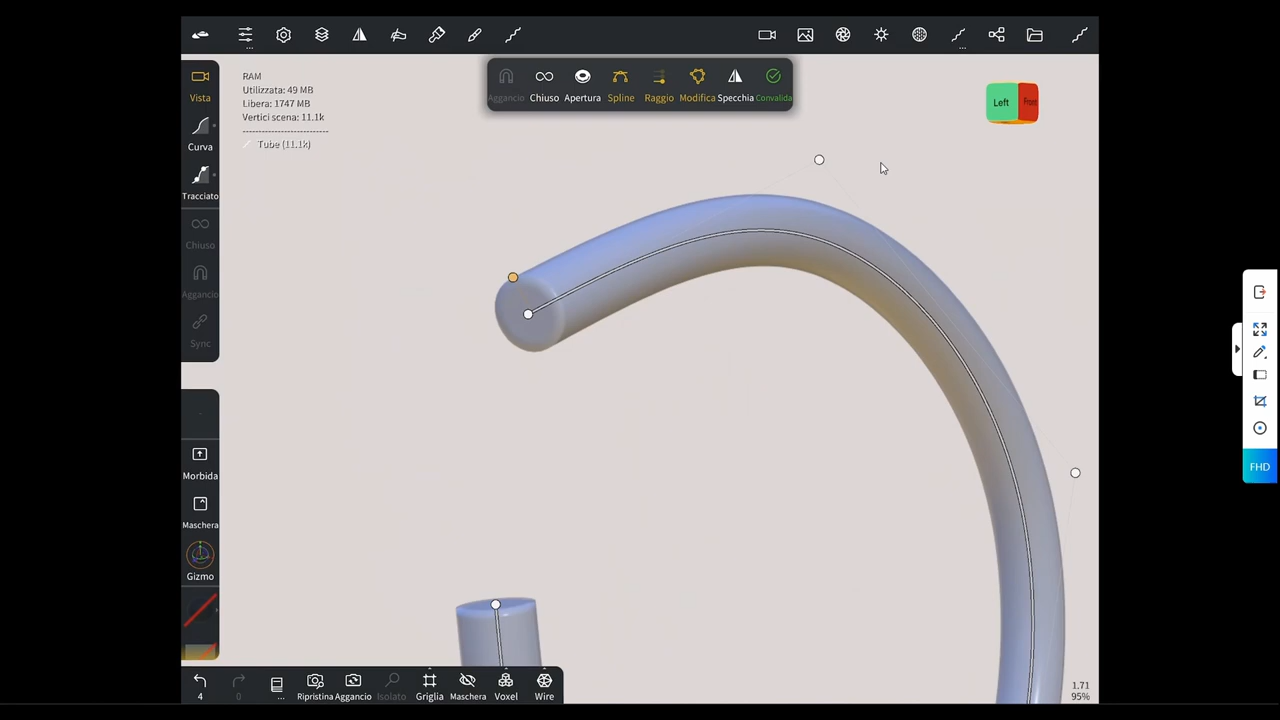 RAM
Utilizzata: 49 MB
Libera: 1747 MB
Vertici scena: 11.1k
Tube (11.1k)
Aggancio Chiuso Apertura Spline Raggio Modifica Specchia Convalida
Left Front
Vista
Curva
Tracciato
Chiuso
Aggancio
Sync
Morbida
Maschera
Gizmo
4 0 ... Ripristina Aggancio Isolato Griglia Maschera Voxel Wire
1.71
95%
FHD